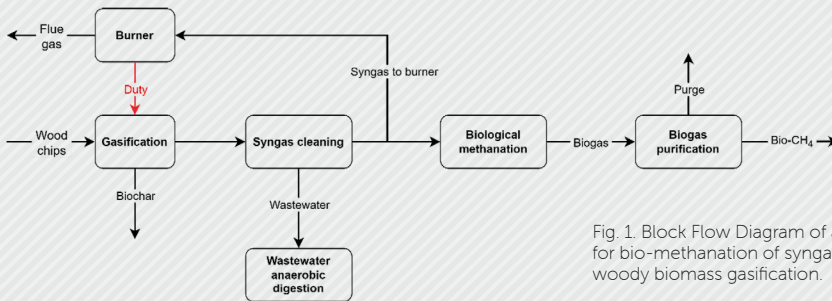 Flue
gas
Burner
Duty
Syngas to burner
Purge
Wood
chips
Gasification
Syngas cleaning
Biological
methanation
Biogas
Biogas
purification
Bio-CH₄
Biochar
Wastewater
Wastewater
anaerobic
digestion
Fig. 1. Block Flow Diagram of
for bio-methanation of synga
woody biomass gasification.